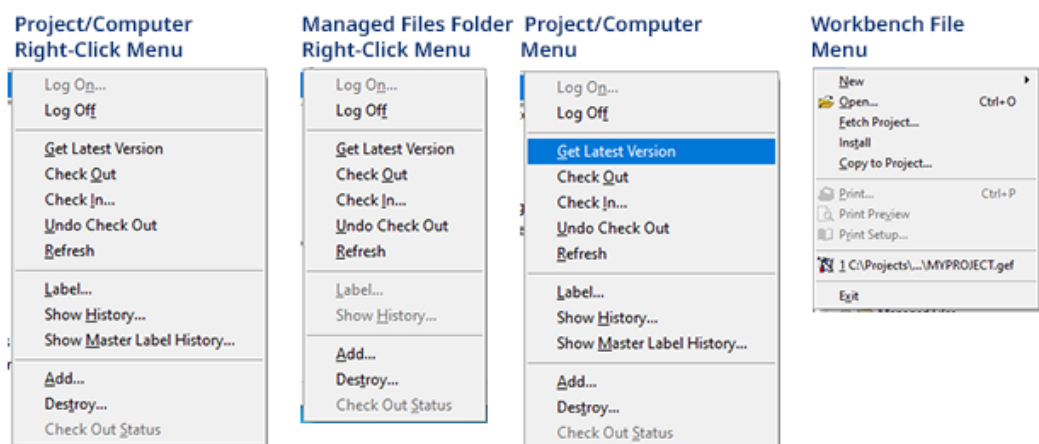 Project/Computer
Right-Click Menu
Log On...
Log Off
Get Latest Version
Check Out
Check In...
Undo Check Out
Refresh
Label...
Show History...
Show Master Label History...
Add...
Destroy...
Check Out Status
Managed Files Folder
Right-Click Menu
Log On...
Log Off
Get Latest Version
Check Out
Check In...
Undo Check Out
Refresh
Label...
Show History...
Add...
Destroy...
Check Out Status
Project/Computer
Menu
Log On...
Log Off
Get Latest Version
Check Out
Check In...
Undo Check Out
Refresh
Label...
Show History...
Show Master Label History...
Add...
Destroy...
Check Out Status
Workbench File
Menu
New
Open... Ctrl+O
Fetch Project...
Install
Copy to Project...
Print... Ctrl+P
Print Preview
Print Setup...
1 C:\Projects\...\MYPROJECT.gef
Exit